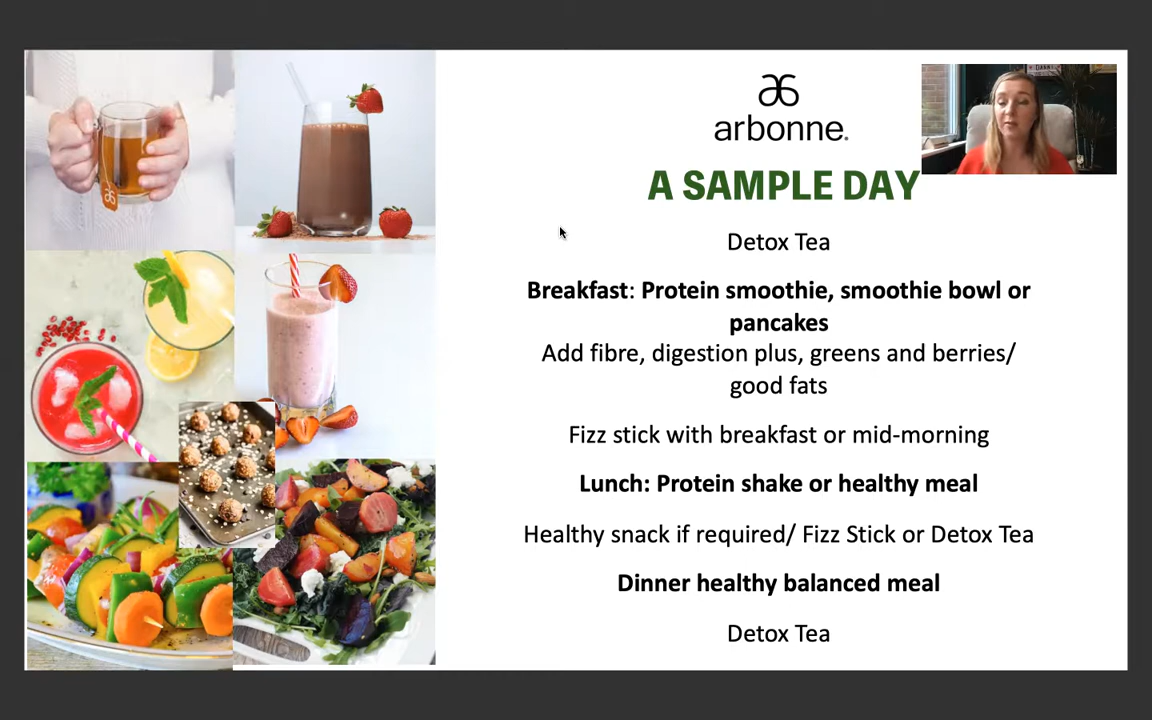 arbonne.
A SAMPLE DAY
Detox Tea
Breakfast: Protein smoothie, smoothie bowl or
pancakes
Add fibre, digestion plus, greens and berries/
good fats
Fizz stick with breakfast or mid-morning
Lunch: Protein shake or healthy meal
Healthy snack if required/ Fizz Stick or Detox Tea
Dinner healthy balanced meal
Detox Tea